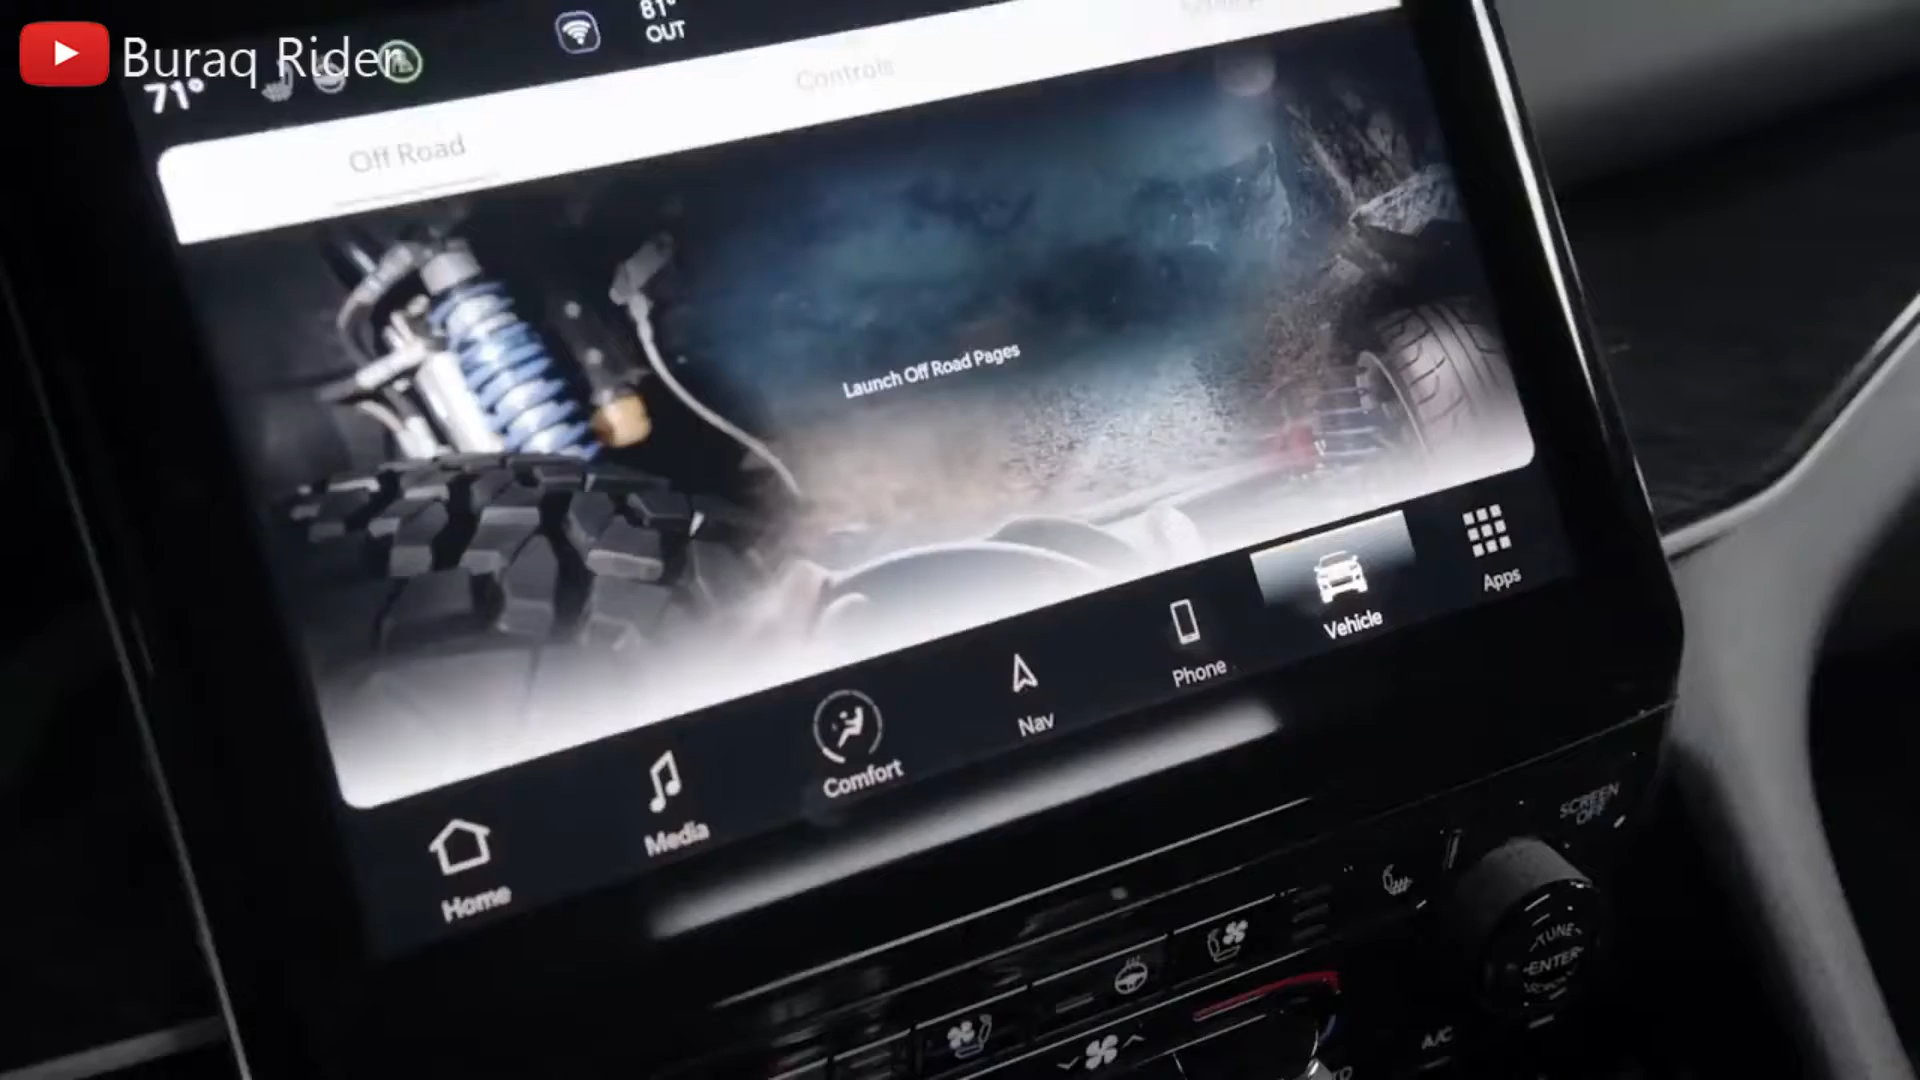 Buraq Rider
81°
OUT
71°
Off Road
Controls
Launch Off Road Pages
Home
Media
Comfort
Nav
Phone
Vehicle
Apps
SCREEN
OFF
TUNE
ENTER
A/C